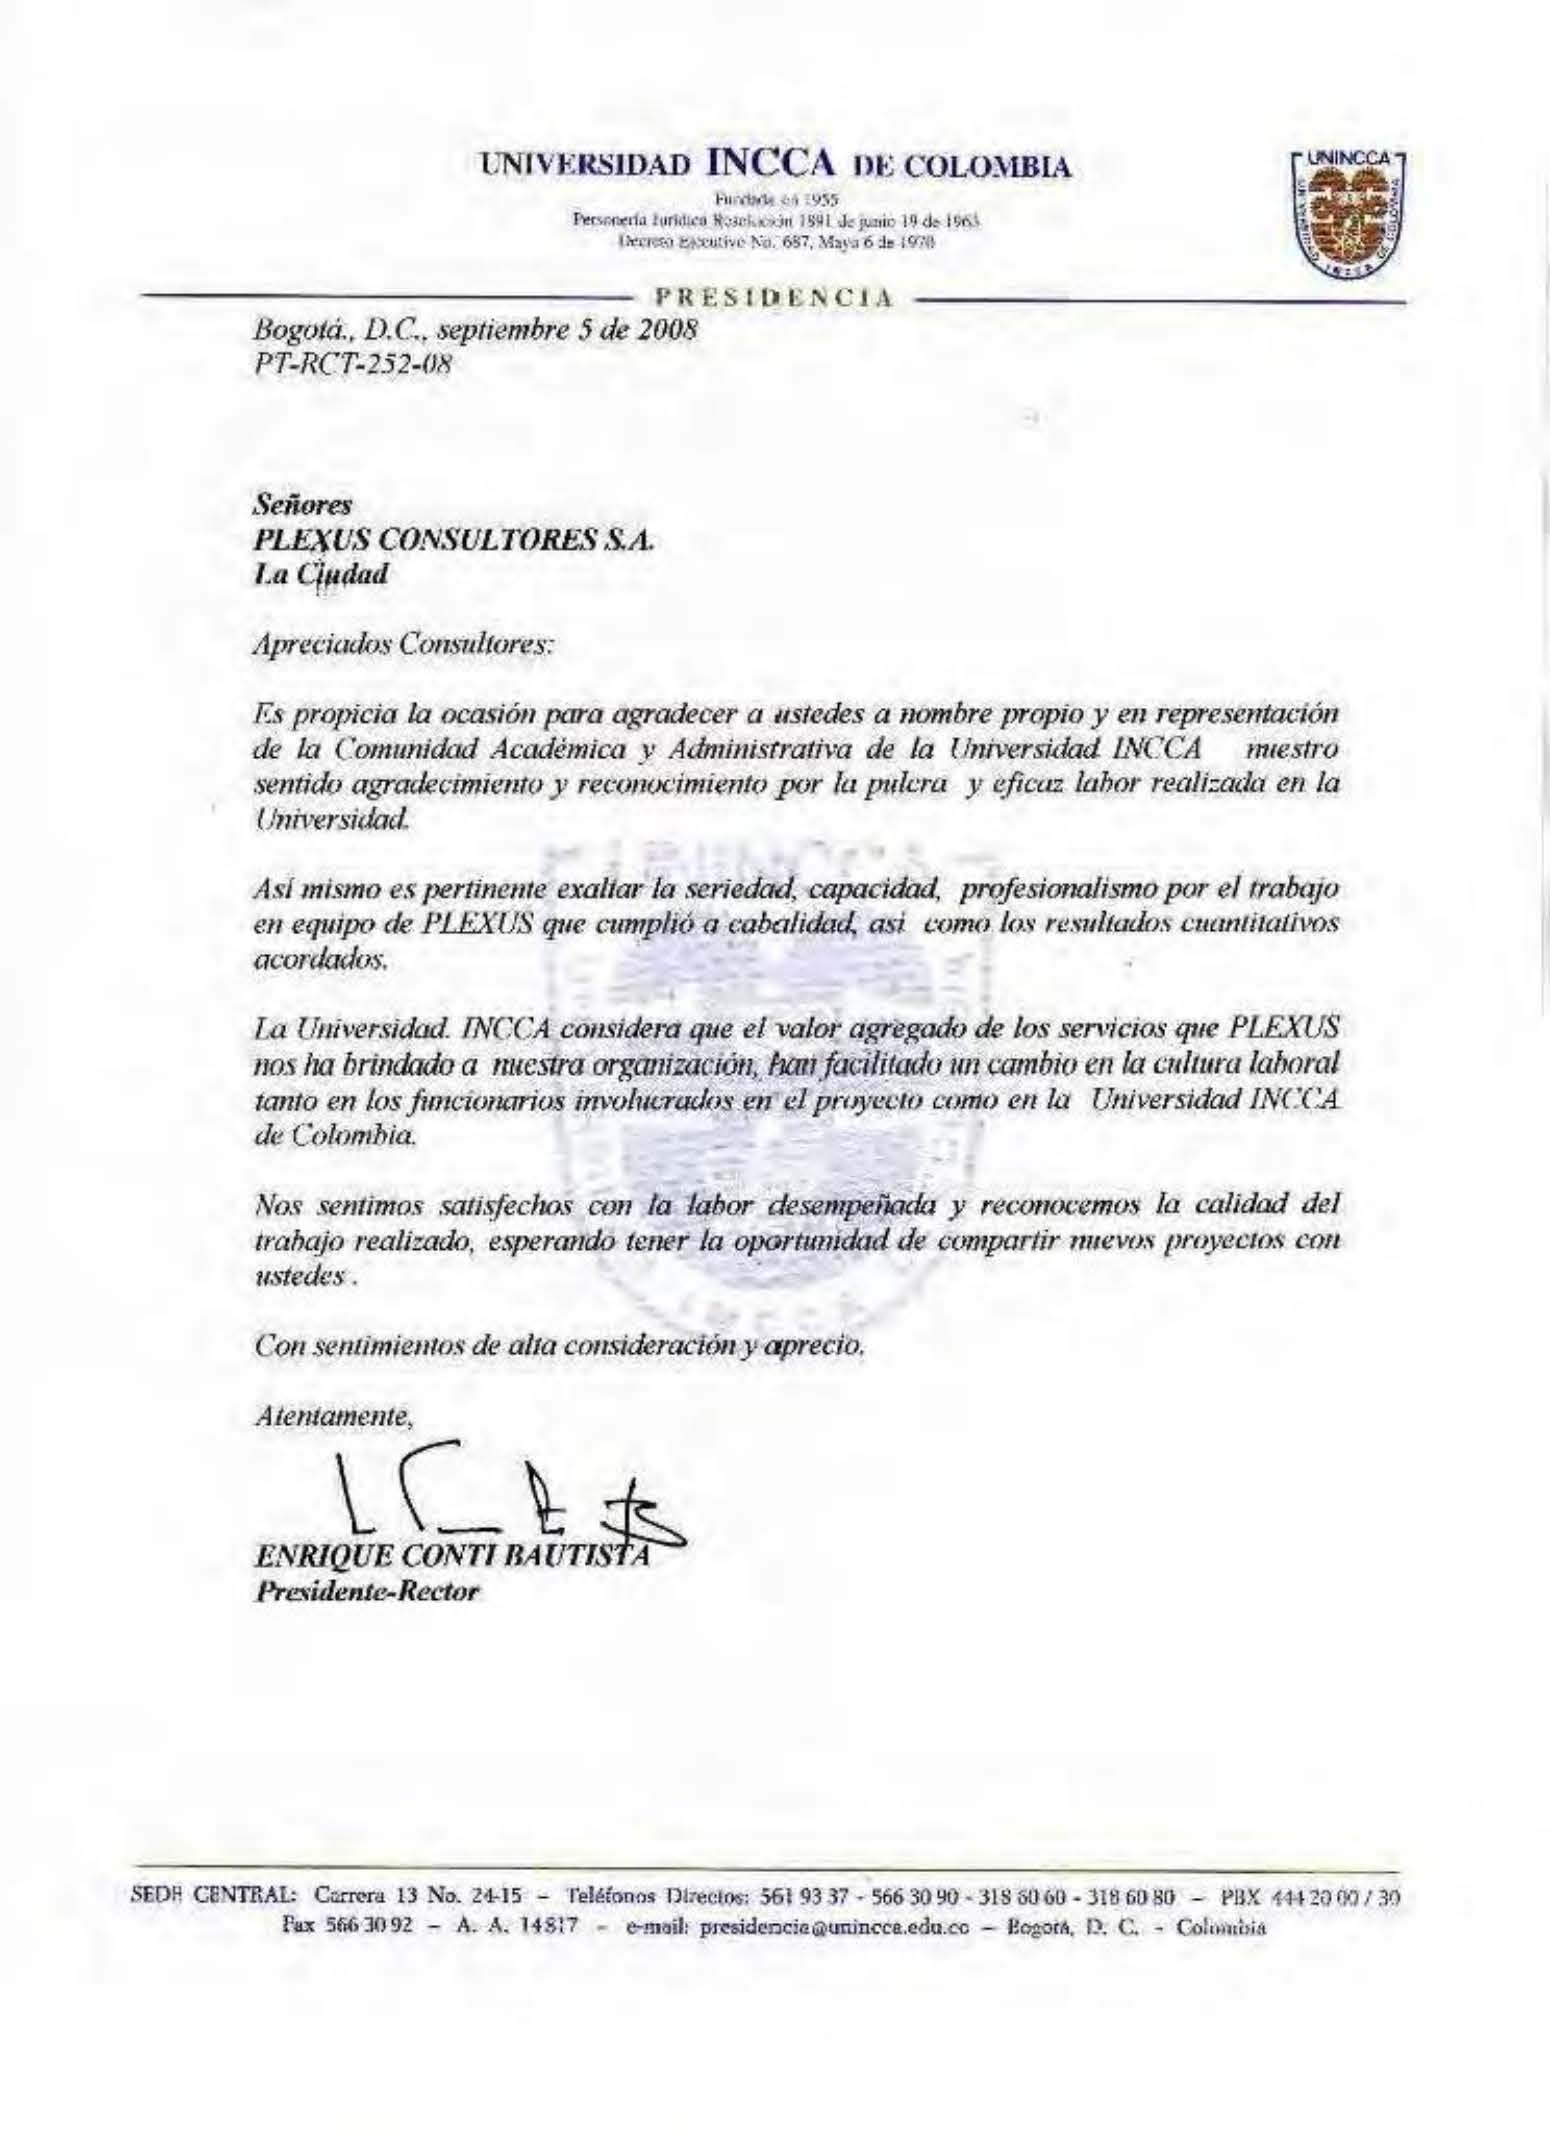 UNIVERSIDAD INCCA DE COLOMBIA
Fundada en 1955
Personería Jurídica Resolución 1891 de junio 19 de 1963
Decreto Ejecutivo No. 687, Mayo 6 de 1970
UNINCCA
UNIVERSIDAD INCCA DE COLOMBIA
PRESIDENCIA
Bogotá., D.C., septiembre 5 de 2008
PT-RCT-252-08
Señores
PLEXUS CONSULTORES S.A.
La Ciudad
Apreciados Consultores:
Es propicia la ocasión para agradecer a ustedes a nombre propio y en representación
de la Comunidad Académica y Administrativa de la Universidad INCCA nuestro
sentido agradecimiento y reconocimiento por la pulcra y eficaz labor realizada en la
Universidad.
Así mismo es pertinente exaltar la seriedad, capacidad, profesionalismo por el trabajo
en equipo de PLEXUS que cumplió a cabalidad, asi como los resultados cuantitativos
acordados.
La Universidad. INCCA considera que el valor agregado de los servicios que PLEXUS
nos ha brindado a nuestra organización, han facilitado un cambio en la cultura laboral
tanto en los funcionarios involucrados en el proyecto como en la Universidad INCCA
de Colombia.
Nos sentimos satisfechos con la labor desempeñada y reconocemos la calidad del
trabajo realizado, esperando tener la oportunidad de compartir nuevos proyectos con
ustedes .
Con sentimientos de alta consideración y aprecio.
Atentamente,
ENRIQUE CONTI BAUTISTA
Presidente-Rector
SEDE CENTRAL: Carrera 13 No. 24-15 – Teléfonos Directos: 561 93 37 - 566 30 90 - 318 60 60 - 318 60 80 – PBX 444 20 00 / 30
Fax 566 30 92 – A. A. 14817 – e-mail: presidencia@unincca.edu.co – Bogotá, D. C. - Colombia